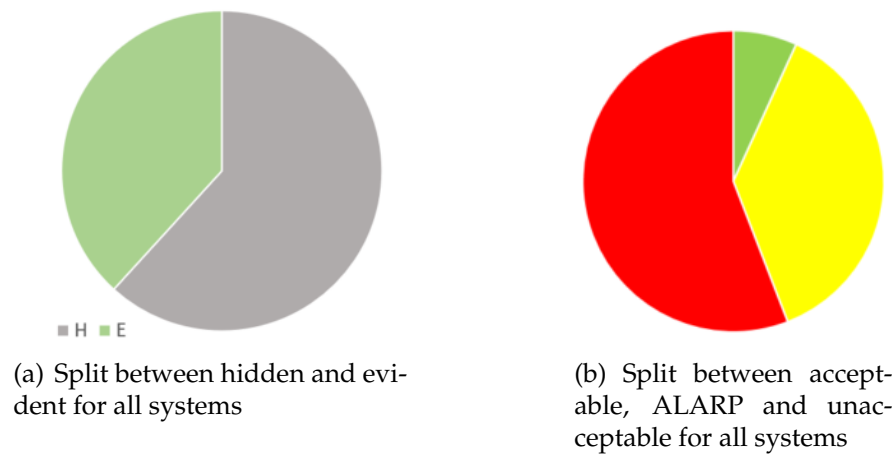 H E
(a) Split between hidden and evi-
dent for all systems
(b) Split between accept-
able, ALARP and unac-
ceptable for all systems